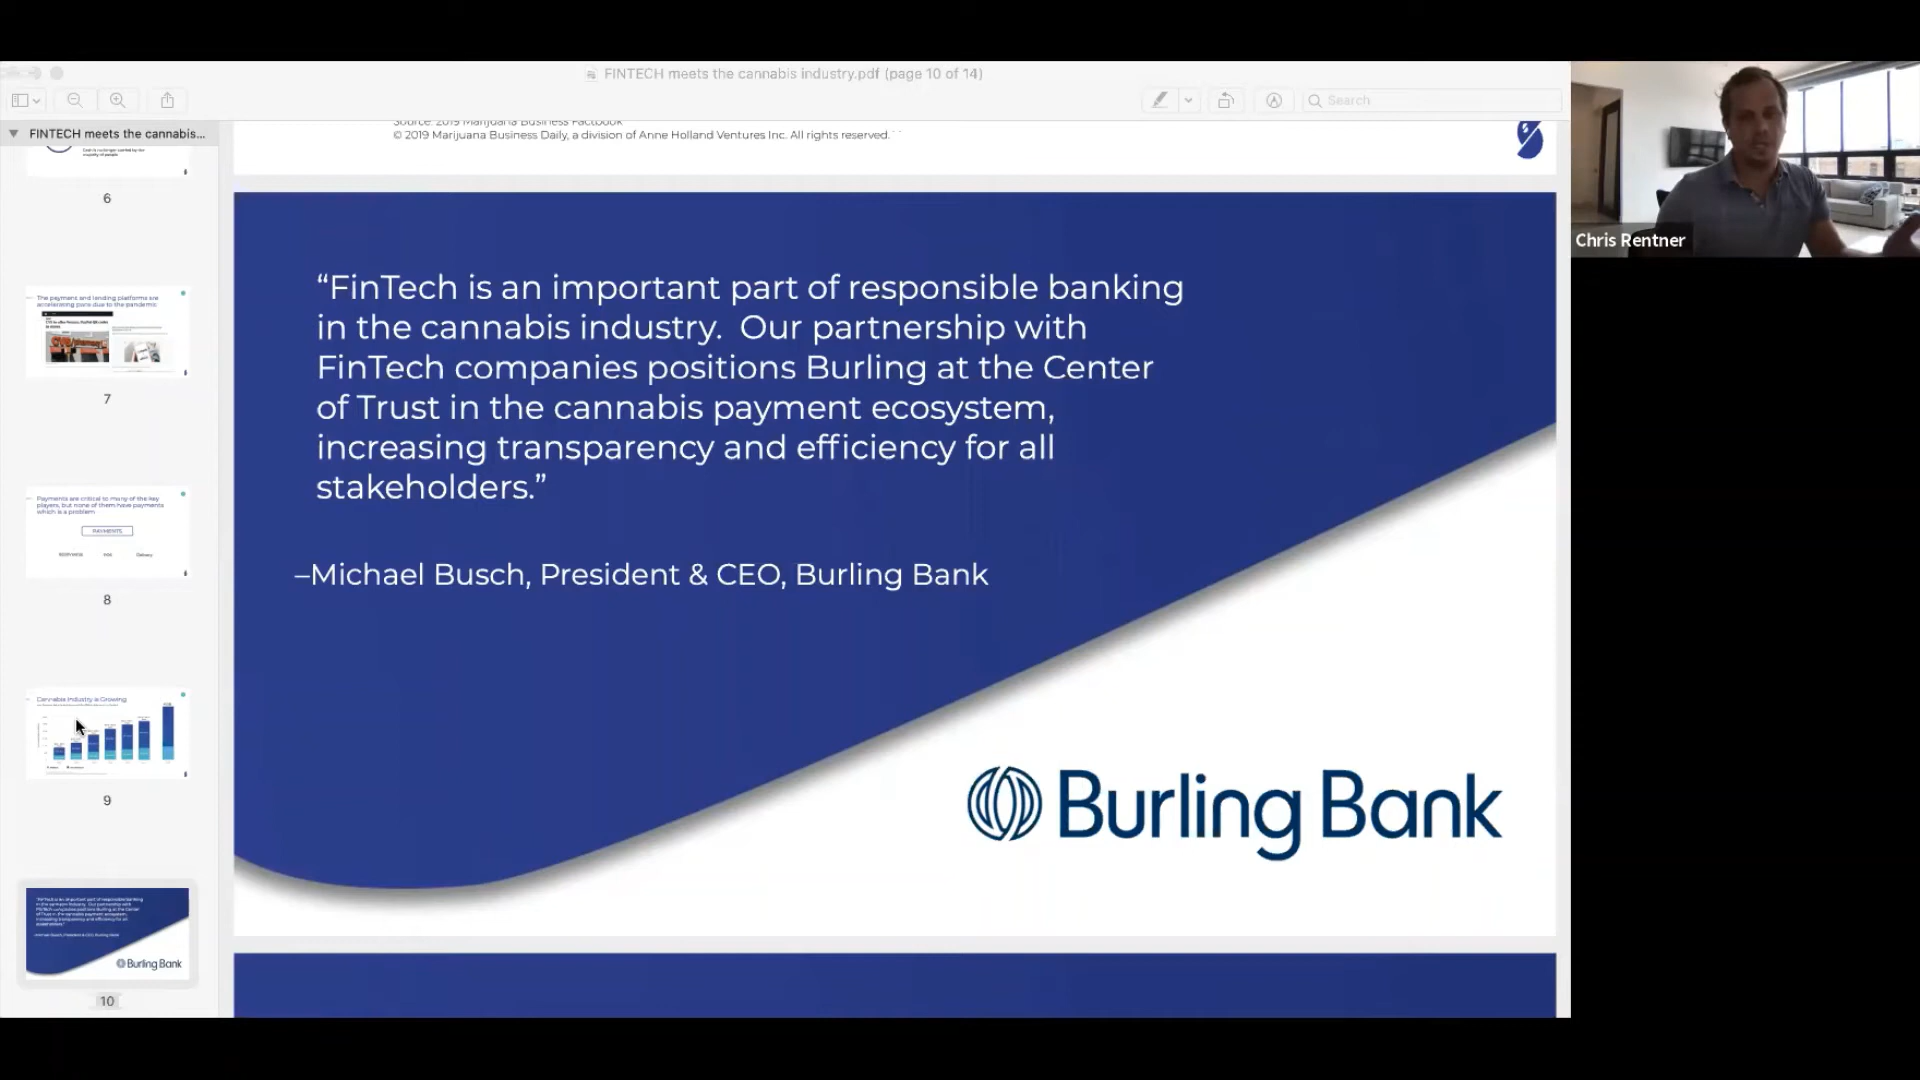 FINTECH meets the cannabis industry.pdf (page 10 of 14)
Search
FINTECH meets the cannabis...
6
The payment and lending platforms are
accelerating pace due to the pandemic
7
Payments are critical to many of the key
players, but none of them have payments
which is a problem
PAYMENTS
Delivery
8
Cannabis Industry is Growing
9
“FinTech is an important part of responsible banking
in the cannabis industry. Our partnership with
FinTech companies positions Burling at the Center
of Trust in the cannabis payment ecosystem,
increasing transparency and efficiency for all
stakeholders.”
–Michael Busch, President & CEO, Burling Bank
Burling Bank
10
Source: 2019 Marijuana Business Factbook
© 2019 Marijuana Business Daily, a division of Anne Holland Ventures Inc. All rights reserved.
“FinTech is an important part of responsible banking
in the cannabis industry.  Our partnership with
FinTech companies positions Burling at the Center
of Trust in the cannabis payment ecosystem,
increasing transparency and efficiency for all
stakeholders.”
–Michael Busch, President & CEO, Burling Bank
Burling Bank
Chris Rentner